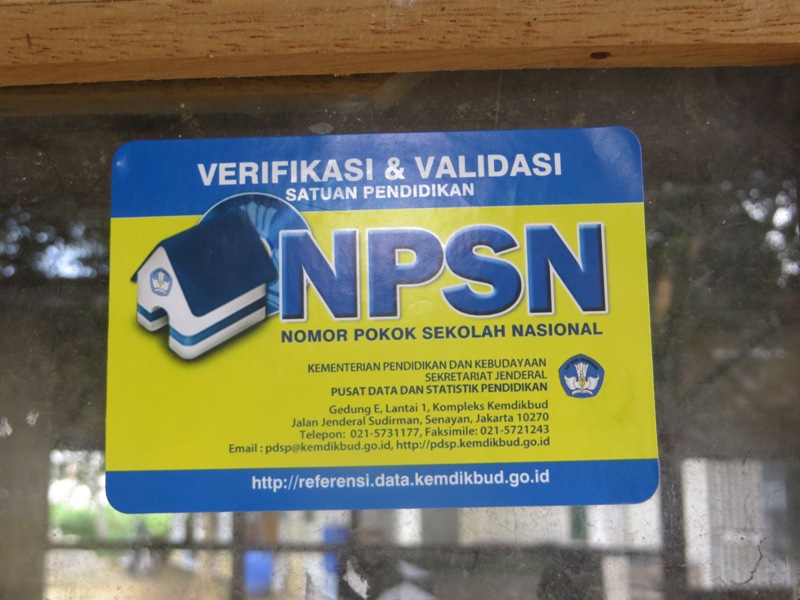 VERIFIKASI & VALIDASI
SATUAN PENDIDIKAN
NPSN
NOMOR POKOK SEKOLAH NASIONAL
KEMENTERIAN PENDIDIKAN DAN KEBUDAYAAN
SEKRETARIAT JENDERAL
PUSAT DATA DAN STATISTIK PENDIDIKAN
Gedung E, Lantai 1, Kompleks Kemdikbud
Jalan Jenderal Sudirman, Senayan, Jakarta 10270
Telepon: 021-5731177, Faksimile: 021-5721243
Email : pdsp@kemdikbud.go.id, http://pdsp.kemdikbud.go.id
http://referensi.data.kemdikbud.go.id